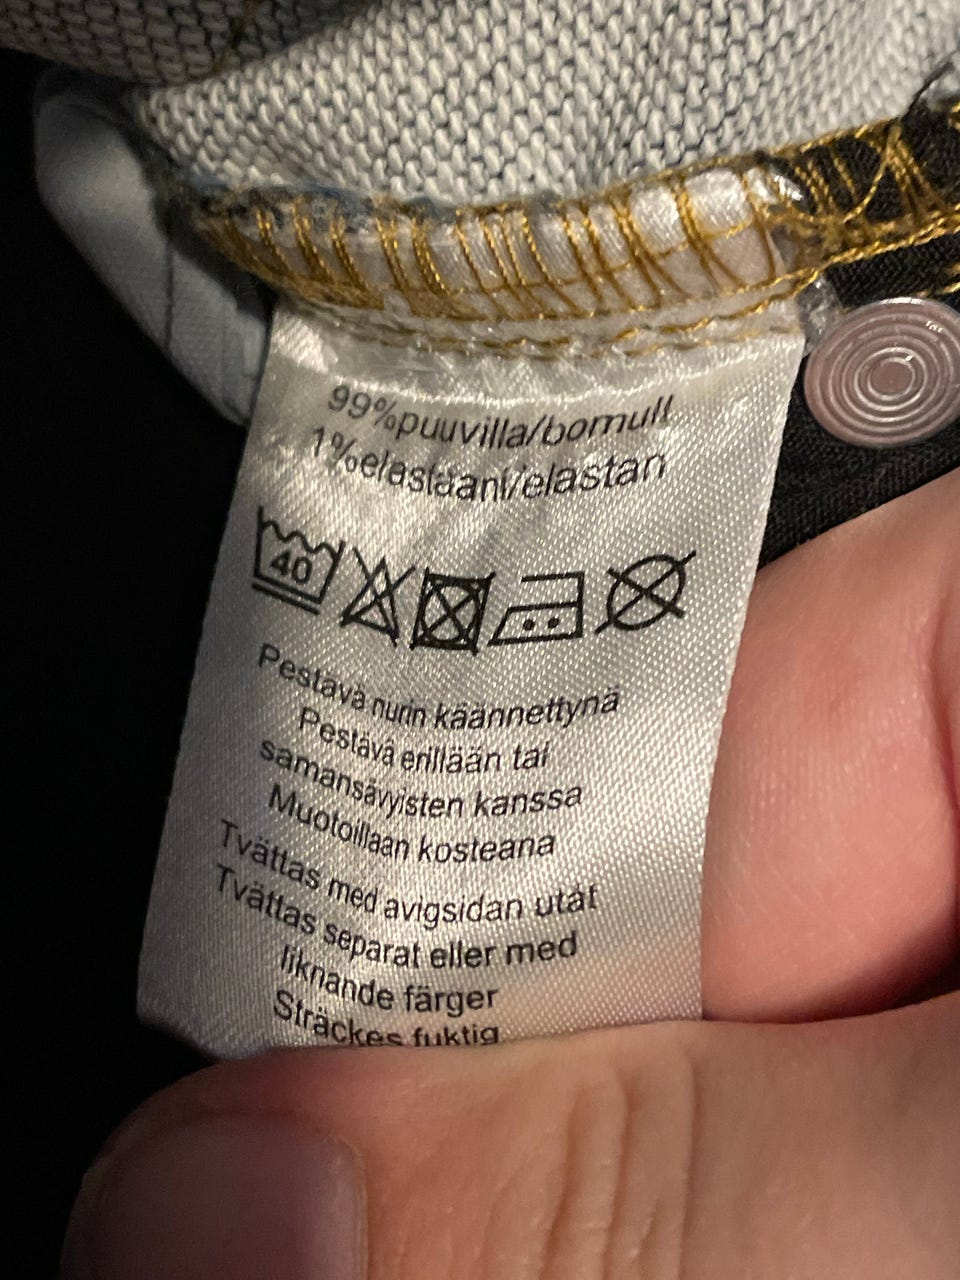 99%puuvilla/bomull
1%elastaani/elastan
40
Pestävä nurin käännettynä
Pestävä erillään tai
samansävyisten kanssa
Muotoillaan kosteana
Tvättas med avigsidan utåt
Tvättas separat eller med
liknande färger
Sträckes fuktig